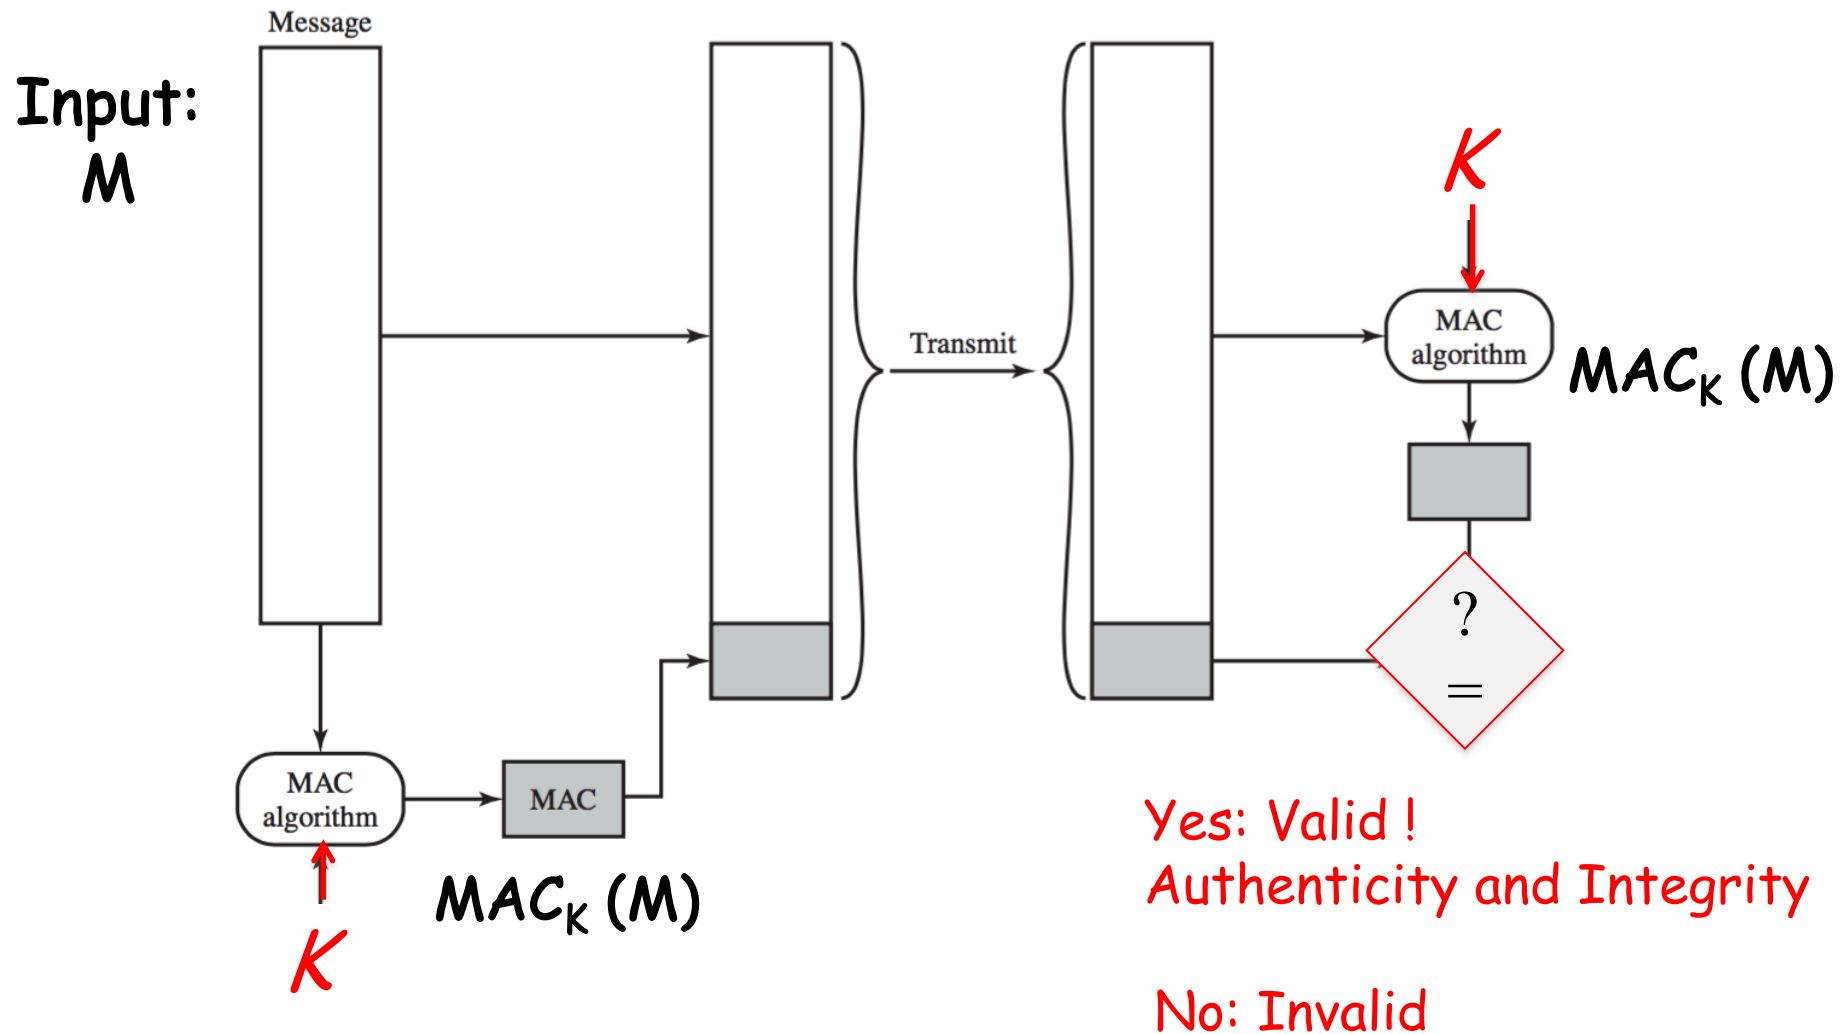 Message
Input:
M
K
MAC
algorithm
MACK (M)
Transmit
?
=
MAC
algorithm
MAC
MACK (M)
K
Yes: Valid !
Authenticity and Integrity
No: Invalid